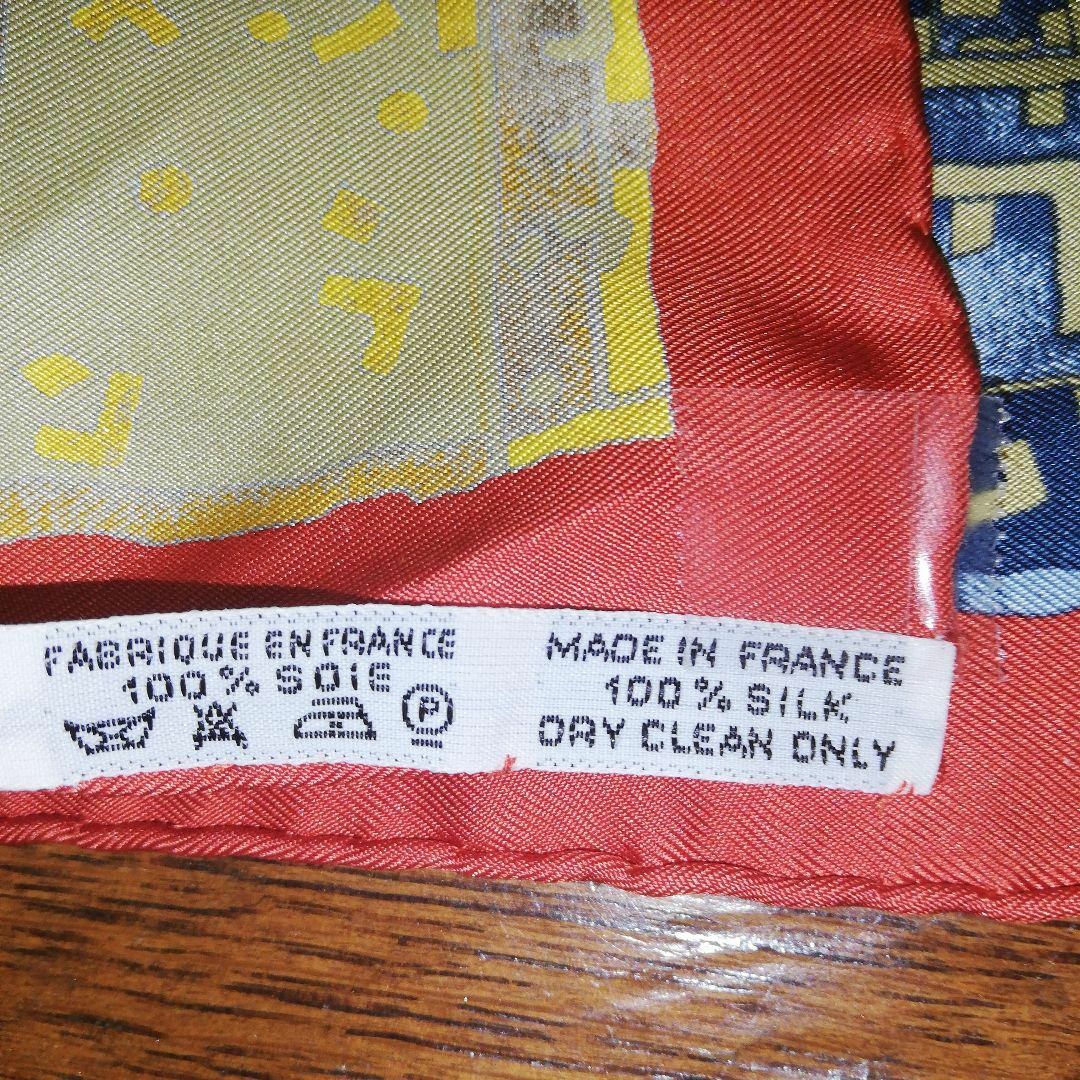 FABRIQUE EN FRANCE
100% SOIE
P
MADE IN FRANCE
100% SILK
DRY CLEAN ONLY